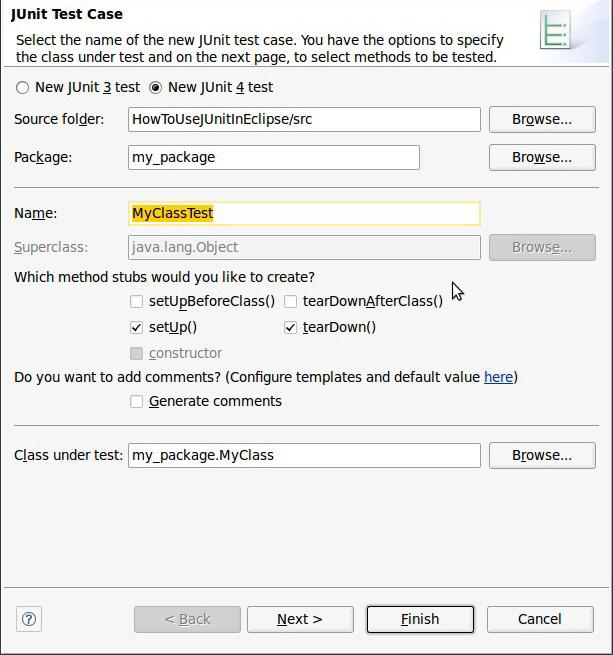 JUnit Test Case
Select the name of the new JUnit test case. You have the options to specify
the class under test and on the next page, to select methods to be tested.
New JUnit 3 test New JUnit 4 test
Source folder: HowToUseJUnitInEclipse/src Browse...
Package: my_package Browse...
Name: MyClassTest
Superclass: java.lang.Object Browse...
Which method stubs would you like to create?
setUpBeforeClass() tearDownAfterClass()
setUp() tearDown()
constructor
Do you want to add comments? (Configure templates and default value here)
Generate comments
Class under test: my_package.MyClass Browse...
? < Back Next > Finish Cancel